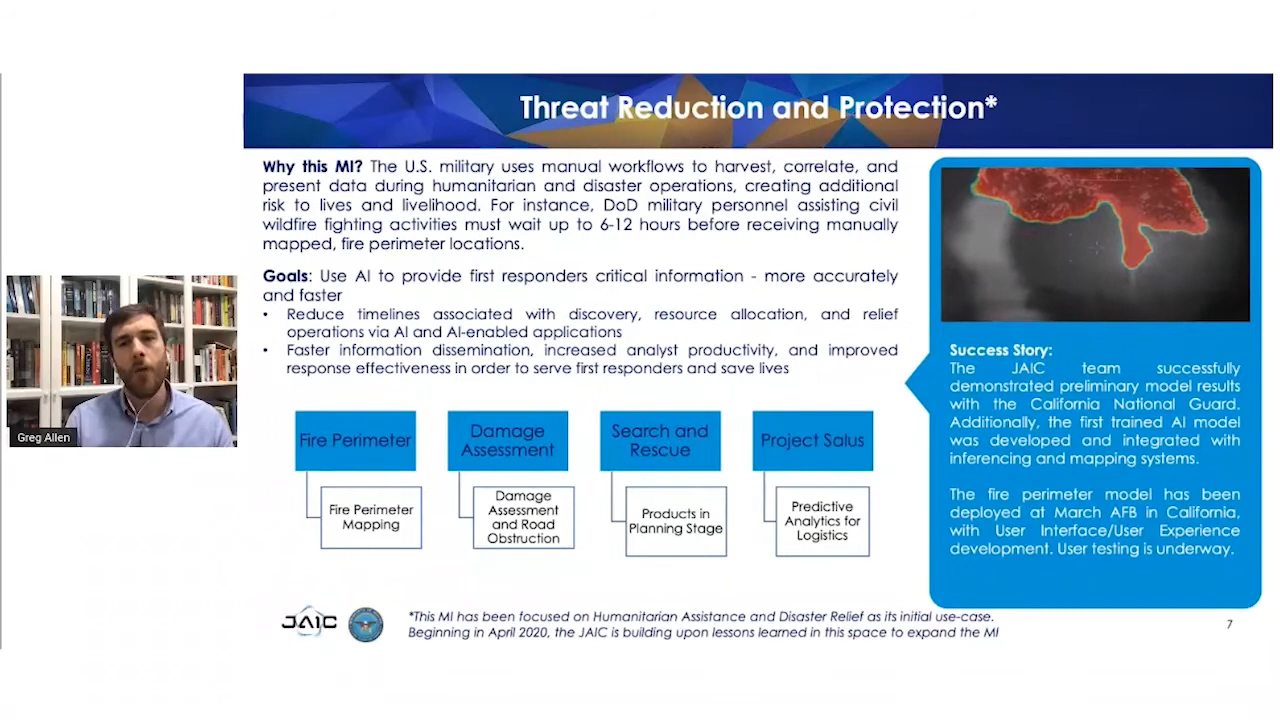 Threat Reduction and Protection*
Why this MI? The U.S. military uses manual workflows to harvest, correlate, and
present data during humanitarian and disaster operations, creating additional
risk to lives and livelihood. For instance, DoD military personnel assisting civil
wildfire fighting activities must wait up to 6-12 hours before receiving manually
mapped, fire perimeter locations.
Goals: Use AI to provide first responders critical information - more accurately
and faster
• Reduce timelines associated with discovery, resource allocation, and relief
operations via AI and AI-enabled applications
• Faster information dissemination, increased analyst productivity, and improved
response effectiveness in order to serve first responders and save lives
Fire Perimeter
Fire Perimeter
Mapping
Damage
Assessment
Damage
Assessment
and Road
Obstruction
Search and
Rescue
Products in
Planning Stage
Project Salus
Predictive
Analytics for
Logistics
Success Story:
The JAIC team successfully
demonstrated preliminary model results
with the California National Guard.
Additionally, the first trained AI model
was developed and integrated with
inferencing and mapping systems.
The fire perimeter model has been
deployed at March AFB in California,
with User Interface/User Experience
development. User testing is underway.
Greg Allen
JAIC
*This MI has been focused on Humanitarian Assistance and Disaster Relief as its initial use-case.
Beginning in April 2020, the JAIC is building upon lessons learned in this space to expand the MI
7